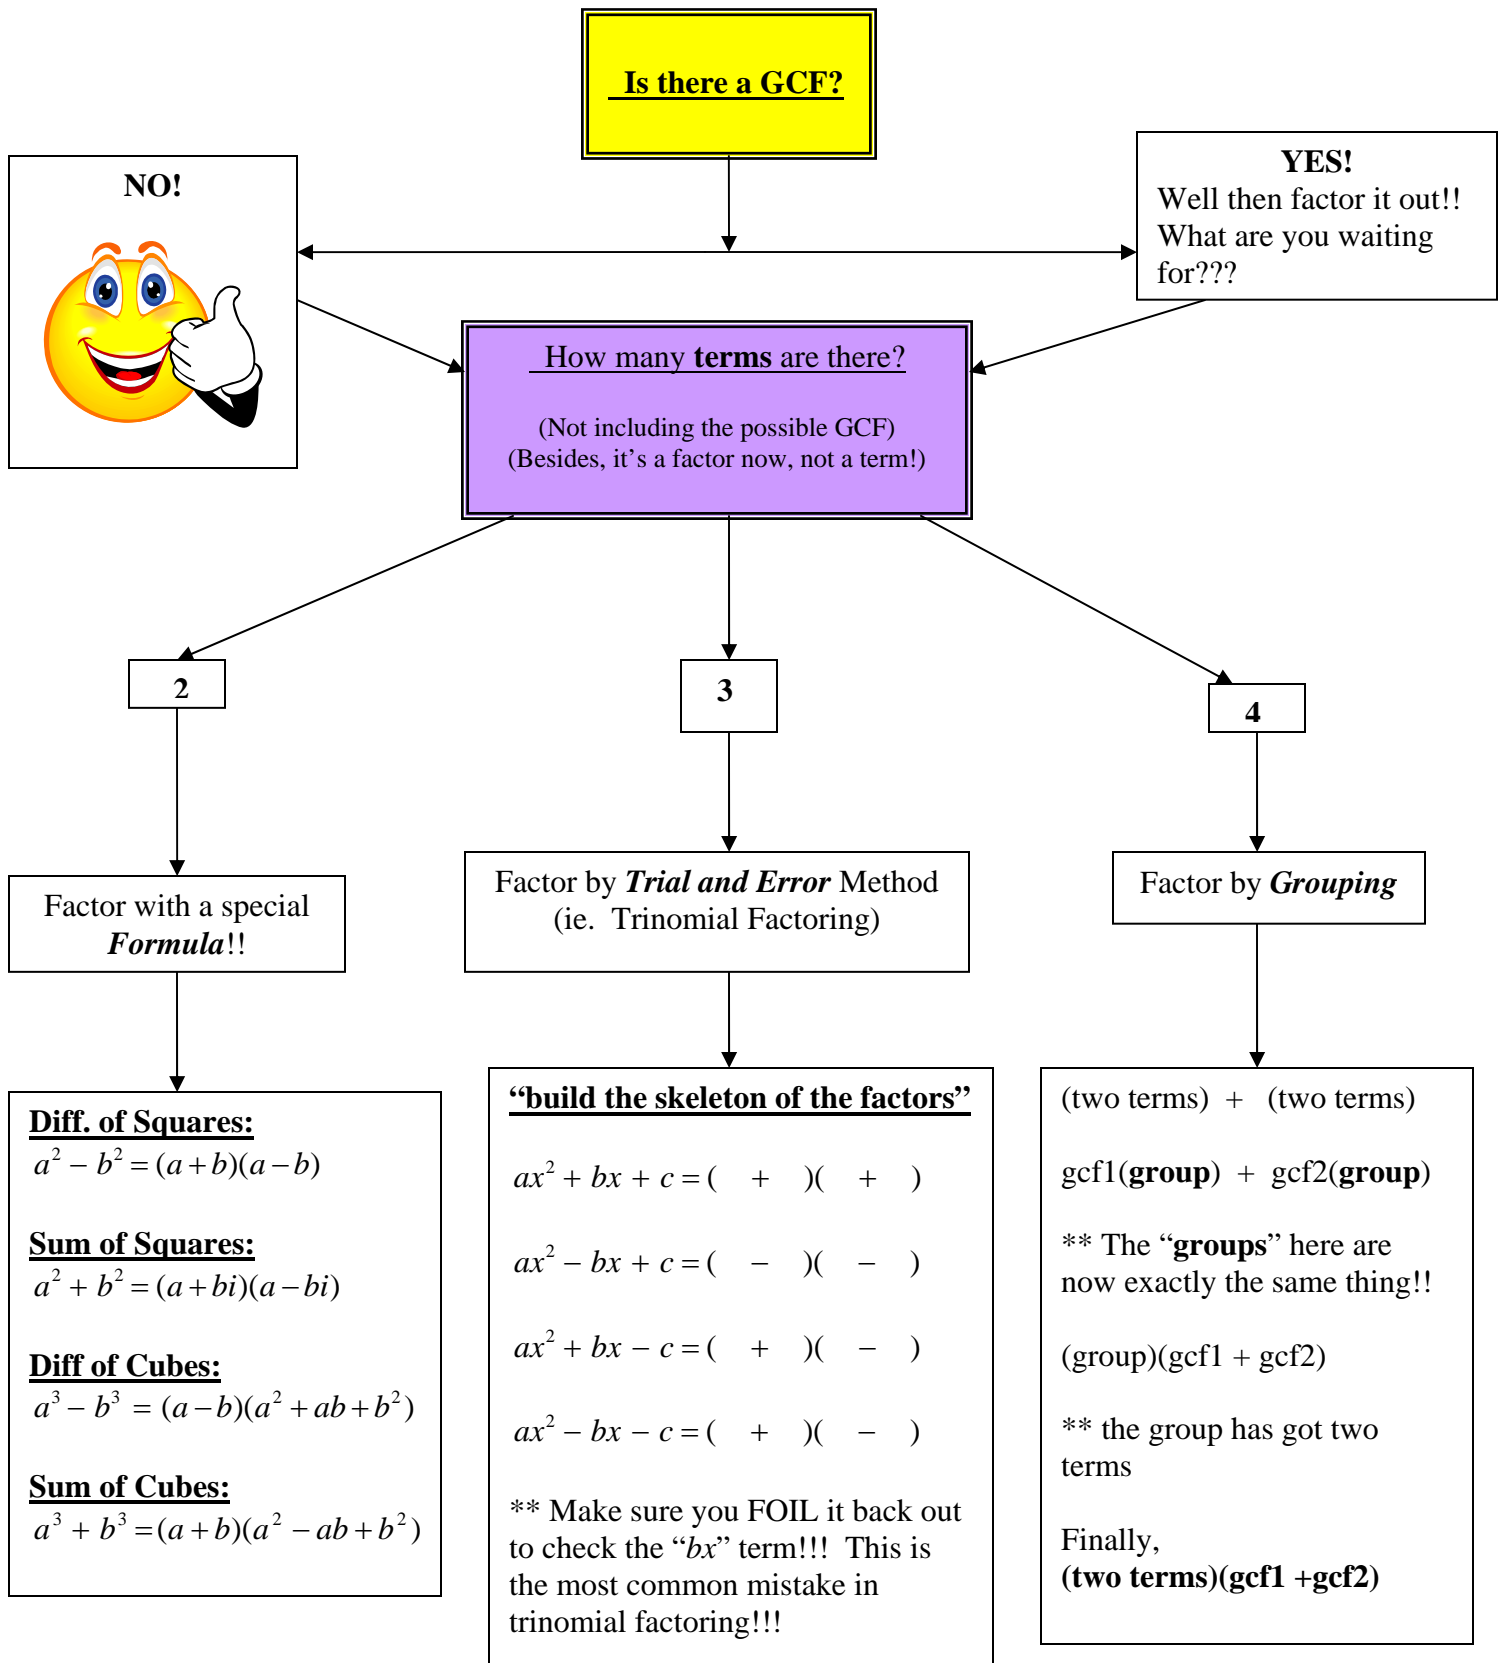 Is there a GCF?
NO!
YES!
Well then factor it out!!
What are you waiting
for???
How many terms are there?
(Not including the possible GCF)
(Besides, it’s a factor now, not a term!)
2
3
4
Factor with a special
Formula!!
Factor by Trial and Error Method
(ie. Trinomial Factoring)
Factor by Grouping
Diff. of Squares:
a² − b² = (a + b)(a − b)
Sum of Squares:
a² + b² = (a + bi)(a − bi)
Diff of Cubes:
a³ − b³ = (a − b)(a² + ab + b²)
Sum of Cubes:
a³ + b³ = (a + b)(a² − ab + b²)
“build the skeleton of the factors”
ax² + bx + c = (   +   )(   +   )
ax² − bx + c = (   −   )(   −   )
ax² + bx − c = (   +   )(   −   )
ax² − bx − c = (   +   )(   −   )
** Make sure you FOIL it back out
to check the “bx” term!!! This is
the most common mistake in
trinomial factoring!!!
(two terms) + (two terms)
gcf1(group) + gcf2(group)
** The “groups” here are
now exactly the same thing!!
(group)(gcf1 + gcf2)
** the group has got two
terms
Finally,
(two terms)(gcf1 +gcf2)